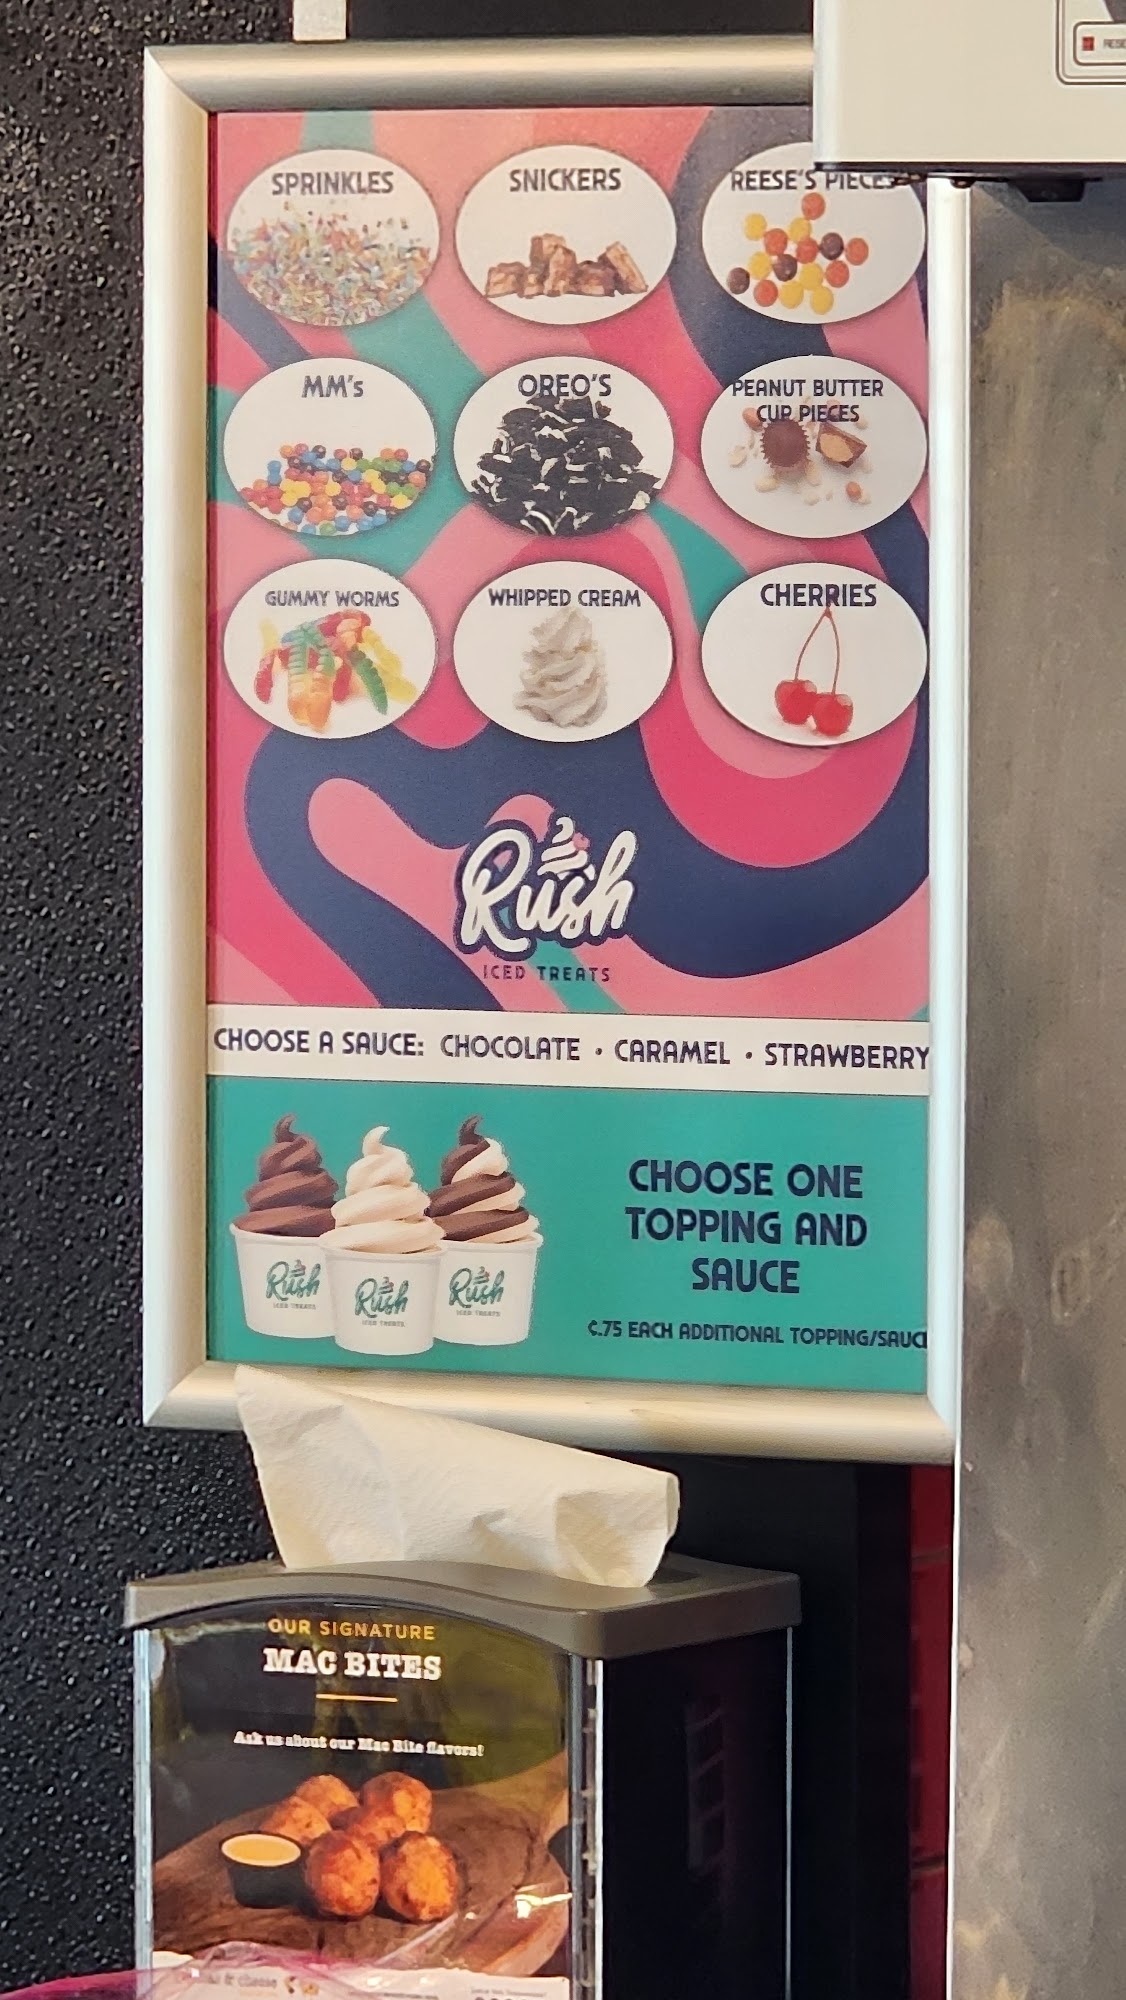 SPRINKLES
SNICKERS
REESE'S PIECES
MM's
OREO'S
PEANUT BUTTER
CUP PIECES
GUMMY WORMS
WHIPPED CREAM
CHERRIES
Rush
ICED TREATS
CHOOSE A SAUCE: CHOCOLATE • CARAMEL • STRAWBERRY
Rush
ICED TREATS
Rush
ICED TREATS
Rush
ICED TREATS
CHOOSE ONE
TOPPING AND
SAUCE
¢.75 EACH ADDITIONAL TOPPING/SAUC
OUR SIGNATURE
MAC BITES
Ask us about our Mac Bite flavors!
& cheese